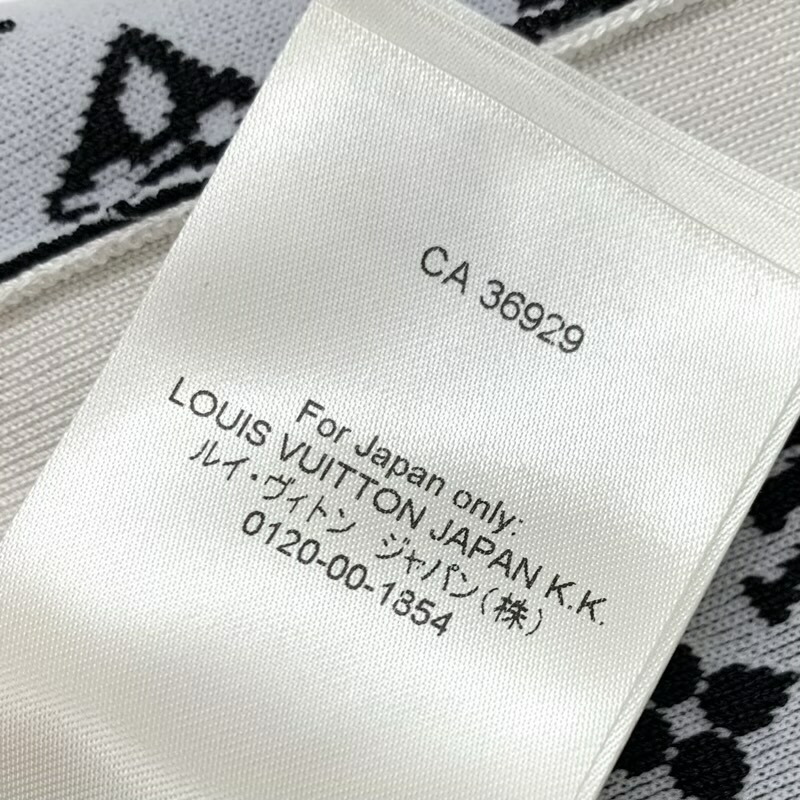 CA 36929
For Japan only:
LOUIS VUITTON JAPAN K.K.
ルイ・ヴィトン ジャパン(株)
0120-00-1854